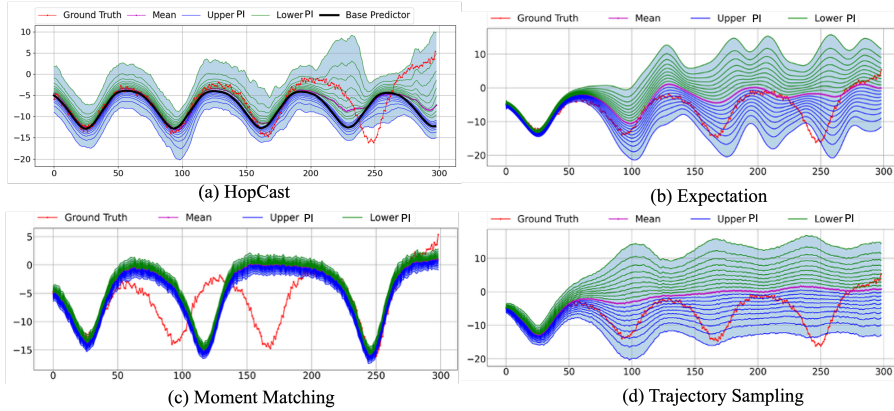 Ground Truth Mean Upper PI Lower PI Base Predictor
10
5
0
−5
−10
−15
−20
0 50 100 150 200 250 300
(a) HopCast
Ground Truth Mean Upper PI Lower PI
10
0
−10
−20
0 50 100 150 200 250 300
(b) Expectation
Ground Truth Mean Upper PI Lower PI
5
0
−5
−10
−15
0 50 100 150 200 250 300
(c) Moment Matching
Ground Truth Mean Upper PI Lower PI
10
0
−10
−20
0 50 100 150 200 250 300
(d) Trajectory Sampling